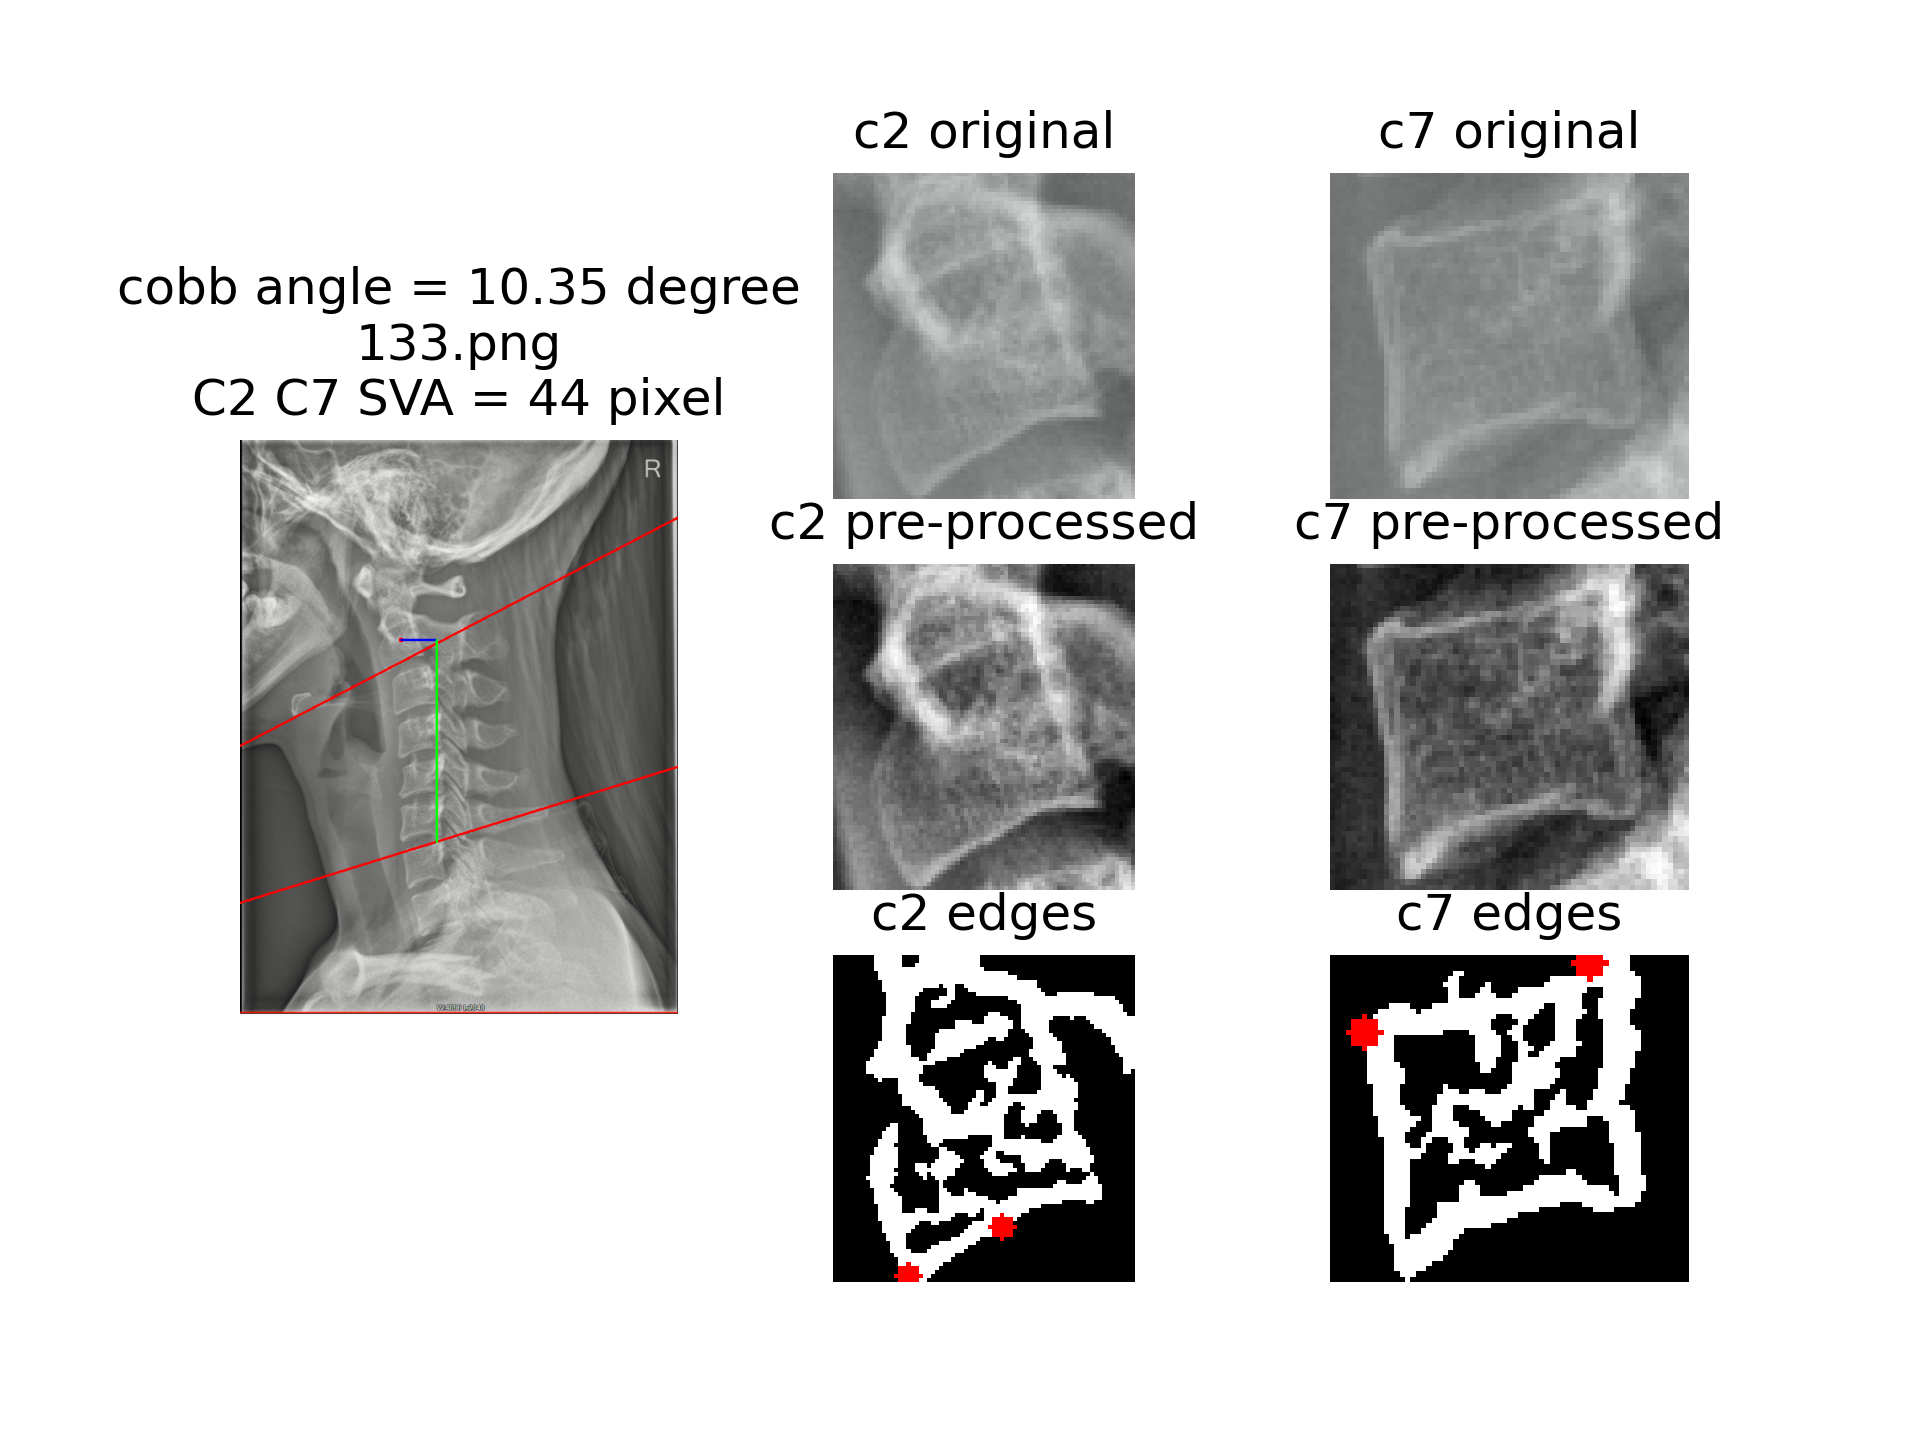 cobb angle = 10.35 degree
133.png
C2 C7 SVA = 44 pixel
R
c2 original
c7 original
c2 pre-processed
c7 pre-processed
c2 edges
c7 edges